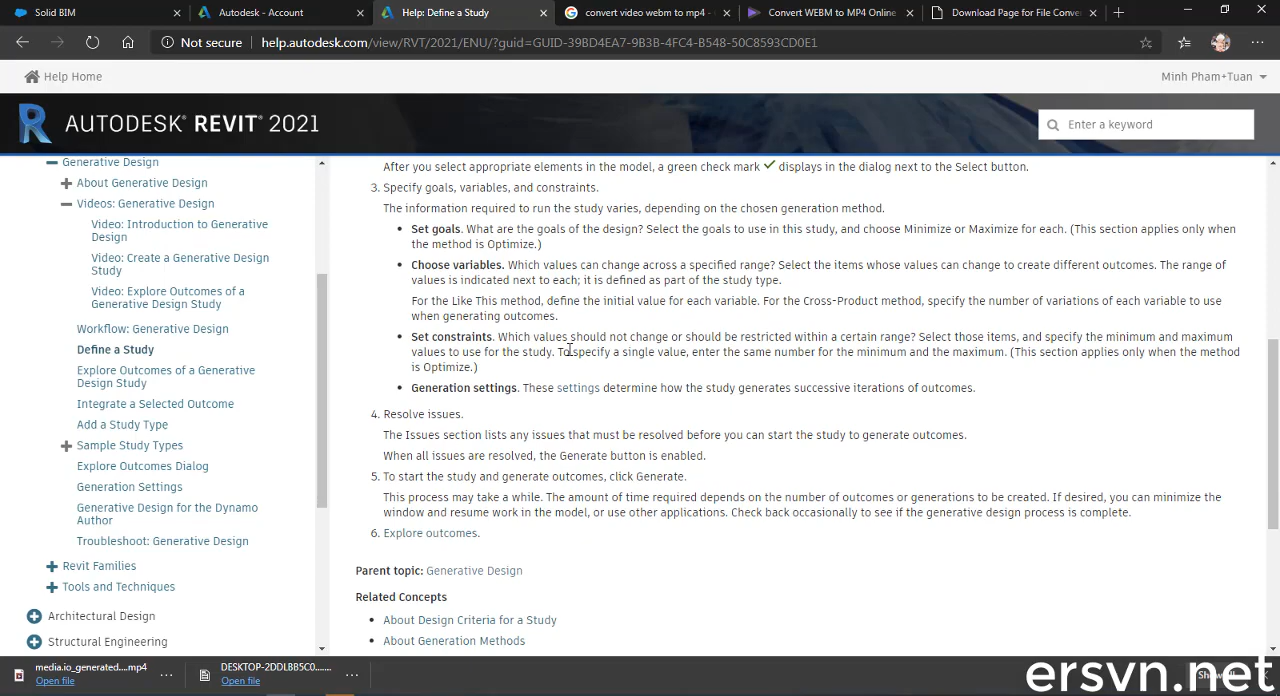 Solid BIM
Autodesk - Account
Help: Define a Study
convert video webm to mp4 -
Convert WEBM to MP4 Online
Download Page for File Conver
Not secure
help.autodesk.com/view/RVT/2021/ENU/?guid=GUID-39BD4EA7-9B3B-4FC4-B548-50C8593CD0E1
Help Home
Minh Pham+Tuan
AUTODESK® REVIT® 2021
Enter a keyword
Generative Design
About Generative Design
Videos: Generative Design
Video: Introduction to Generative
Design
Video: Create a Generative Design
Study
Video: Explore Outcomes of a
Generative Design Study
Workflow: Generative Design
Define a Study
Explore Outcomes of a Generative
Design Study
Integrate a Selected Outcome
Add a Study Type
Sample Study Types
Explore Outcomes Dialog
Generation Settings
Generative Design for the Dynamo
Author
Troubleshoot: Generative Design
Revit Families
Tools and Techniques
Architectural Design
Structural Engineering
After you select appropriate elements in the model, a green check mark ✓ displays in the dialog next to the Select button.
3. Specify goals, variables, and constraints.
The information required to run the study varies, depending on the chosen generation method.
• Set goals. What are the goals of the design? Select the goals to use in this study, and choose Minimize or Maximize for each. (This section applies only when
the method is Optimize.)
• Choose variables. Which values can change across a specified range? Select the items whose values can change to create different outcomes. The range of
values is indicated next to each; it is defined as part of the study type.
For the Like This method, define the initial value for each variable. For the Cross-Product method, specify the number of variations of each variable to use
when generating outcomes.
• Set constraints. Which values should not change or should be restricted within a certain range? Select those items, and specify the minimum and maximum
values to use for the study. To specify a single value, enter the same number for the minimum and the maximum. (This section applies only when the method
is Optimize.)
• Generation settings. These settings determine how the study generates successive iterations of outcomes.
4. Resolve issues.
The Issues section lists any issues that must be resolved before you can start the study to generate outcomes.
When all issues are resolved, the Generate button is enabled.
5. To start the study and generate outcomes, click Generate.
This process may take a while. The amount of time required depends on the number of outcomes or generations to be created. If desired, you can minimize the
window and resume work in the model, or use other applications. Check back occasionally to see if the generative design process is complete.
6. Explore outcomes.
Parent topic: Generative Design
Related Concepts
• About Design Criteria for a Study
• About Generation Methods
media.io_generated....mp4
Open file
DESKTOP-2DDLBB5C0......
Open file
ersvn.net